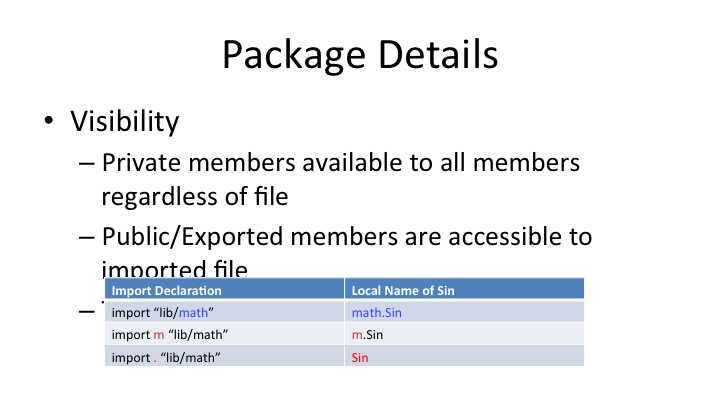 Package Details
• Visibility
– Private members available to all members
regardless of file
– Public/Exported members are accessible to
imported file
–
Import Declaration Local Name of Sin
import “lib/math” math.Sin
import m “lib/math” m.Sin
import . “lib/math” Sin